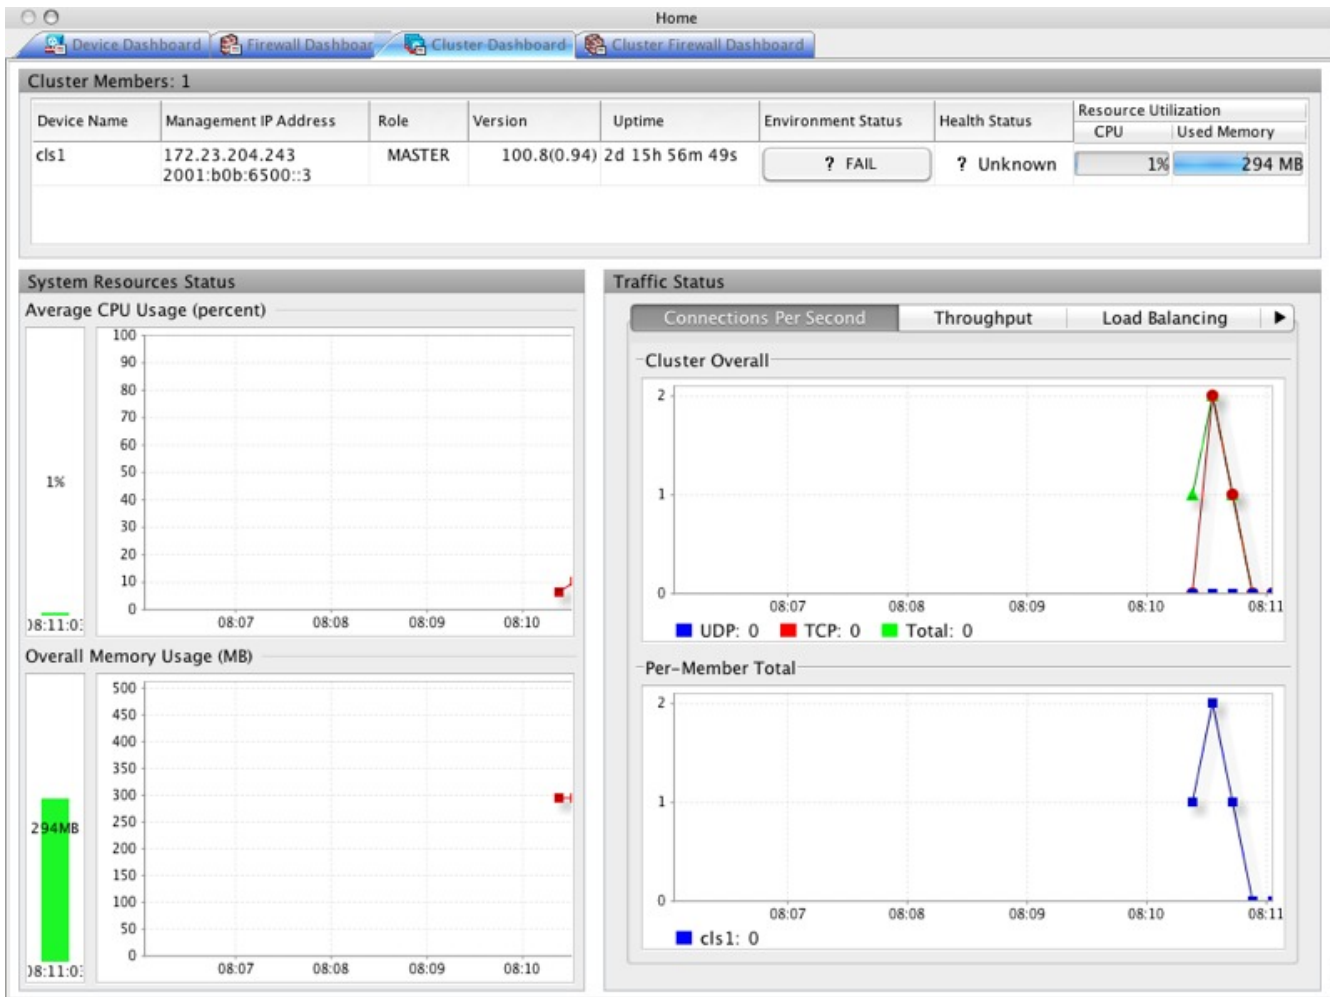 Home
Device Dashboard Firewall Dashboar Cluster Dashboard Cluster Firewall Dashboard
Cluster Members: 1
Device Name Management IP Address Role Version Uptime Environment Status Health Status Resource Utilization
CPU Used Memory
cls1 172.23.204.243 MASTER 100.8(0.94) 2d 15h 56m 49s ? FAIL ? Unknown 1% 294 MB
2001:b0b:6500::3
System Resources Status
Average CPU Usage (percent)
100
90
80
70
60
50
40
30
20
10
0
1%
08:11:03
08:07 08:08 08:09 08:10
Overall Memory Usage (MB)
500
450
400
350
300
250
200
150
100
50
0
294MB
08:11:03
08:07 08:08 08:09 08:10
Traffic Status
Connections Per Second Throughput Load Balancing
Cluster Overall
2
1
0
08:07 08:08 08:09 08:10 08:11
UDP: 0 TCP: 0 Total: 0
Per-Member Total
2
1
0
08:07 08:08 08:09 08:10 08:11
cls1: 0